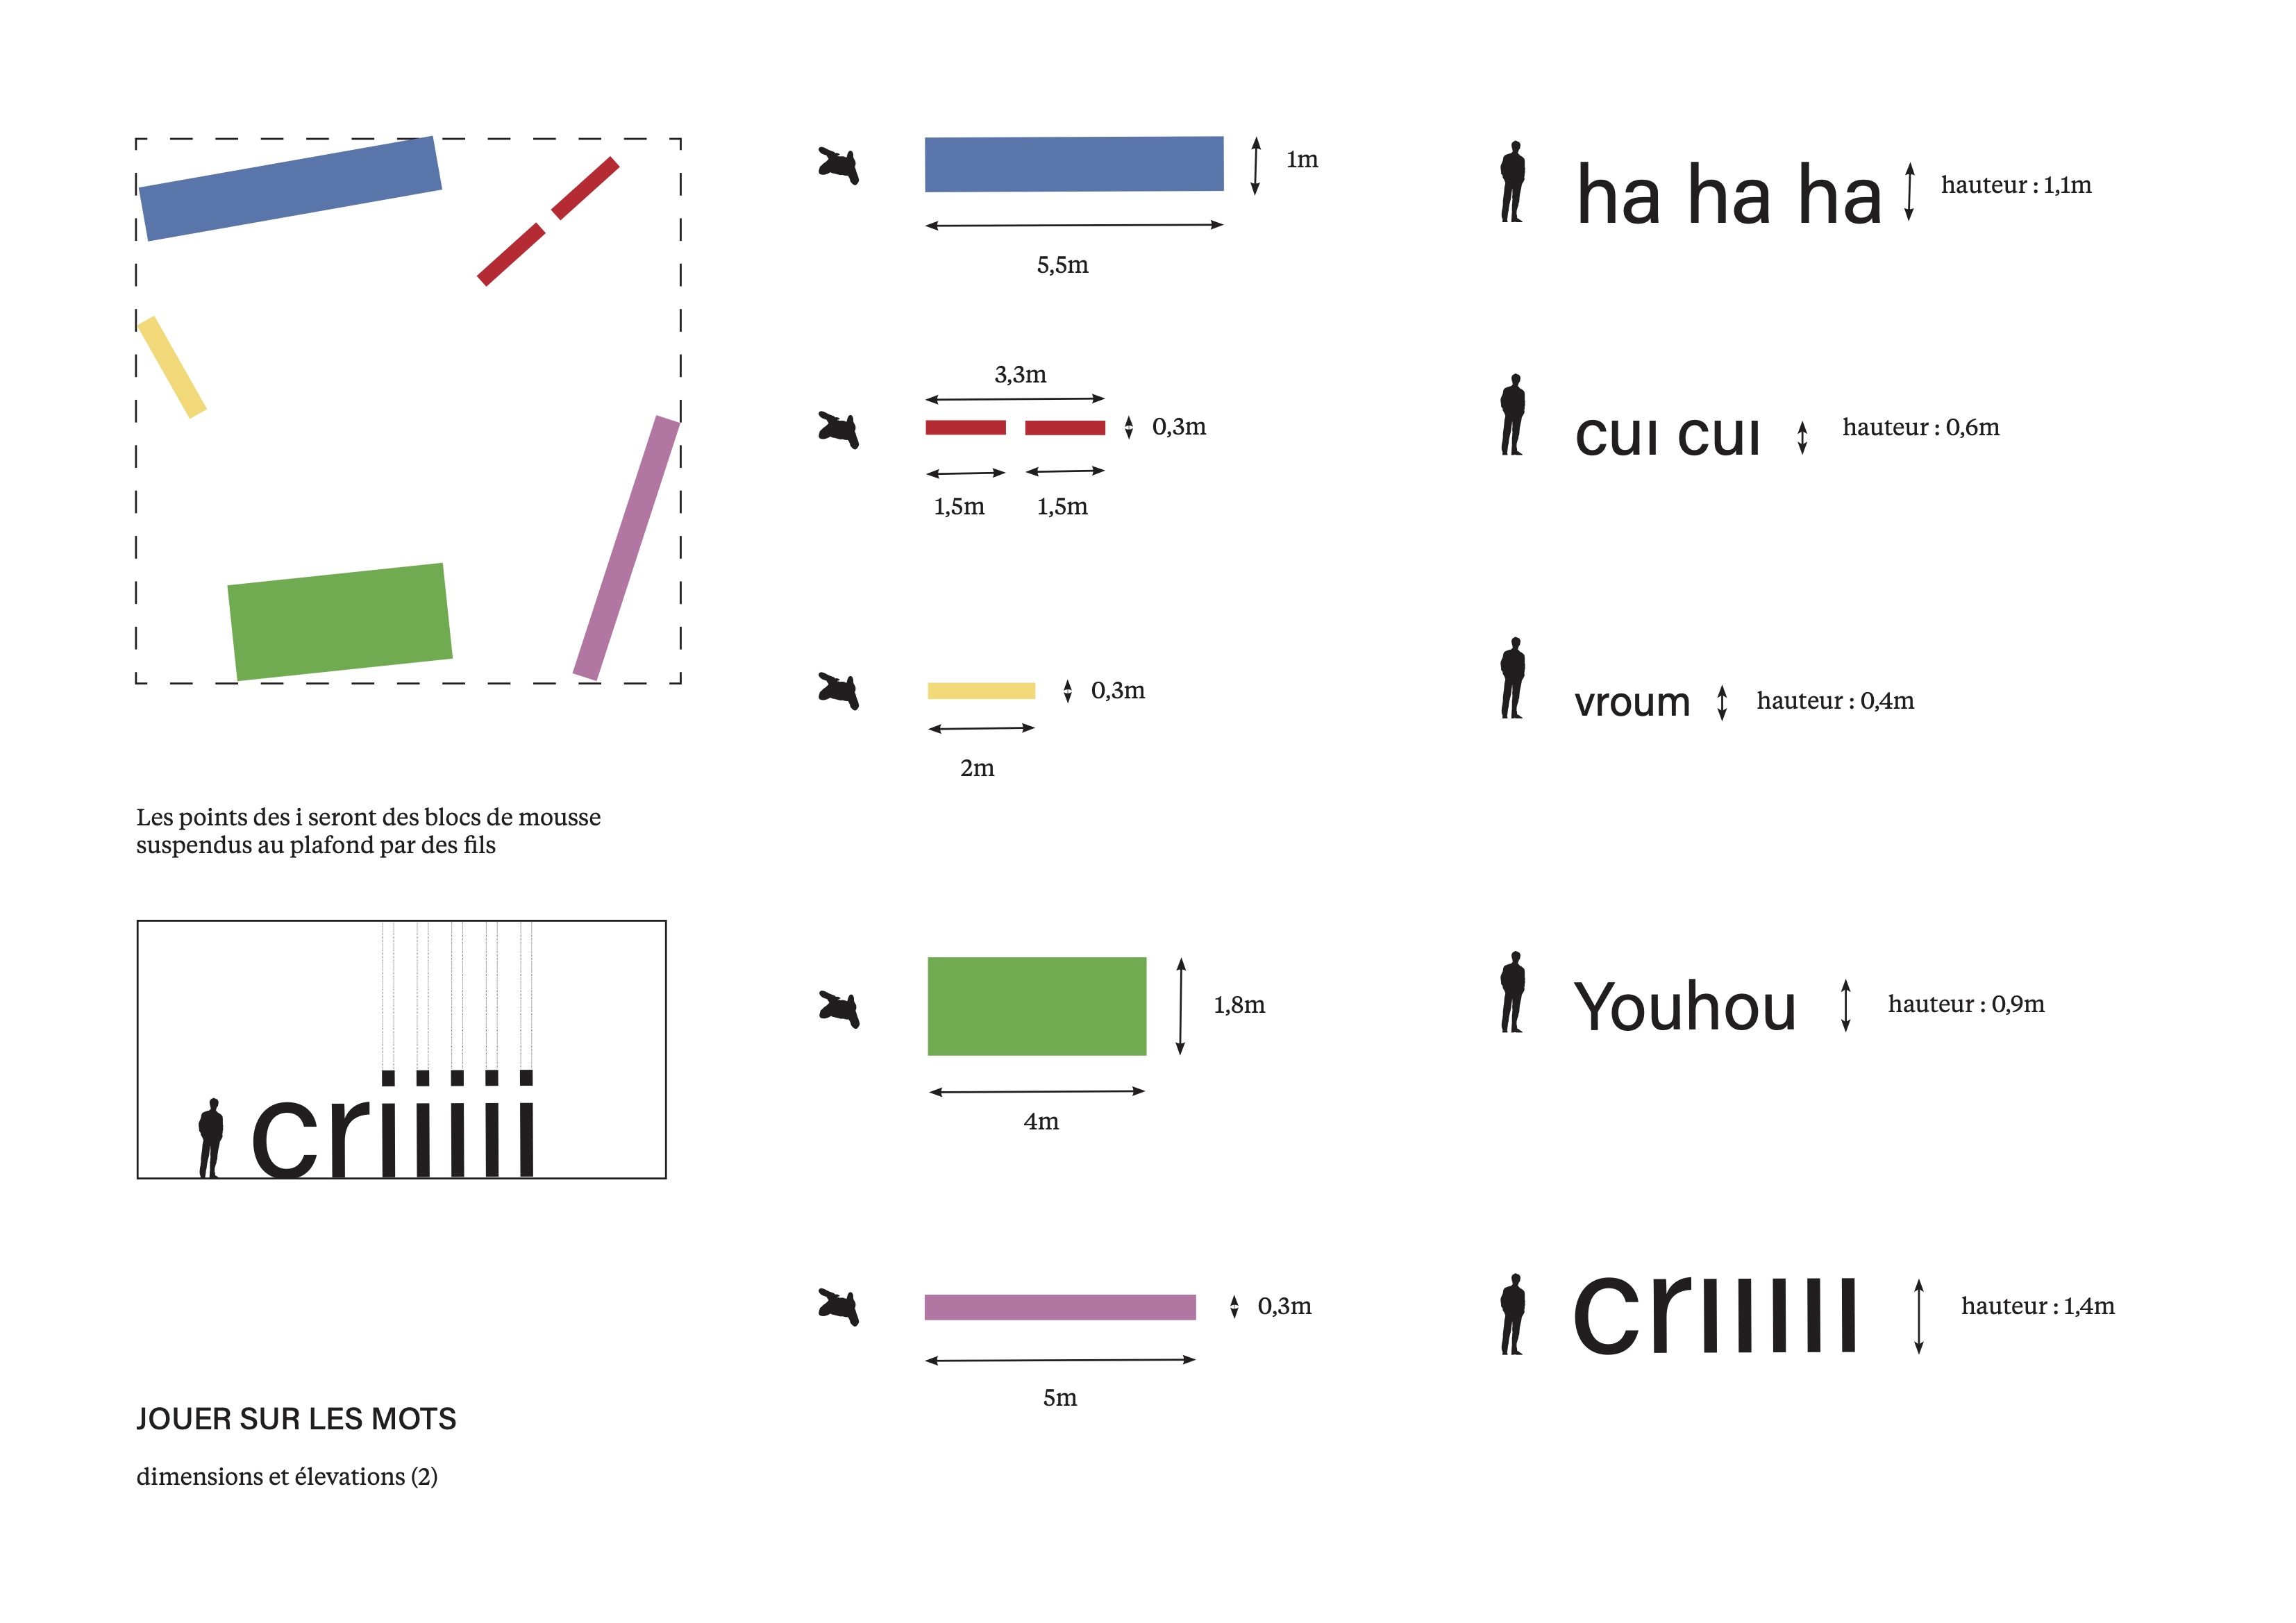 1m
5,5m
ha ha ha
hauteur : 1,1m
3,3m
0,3m
1,5m
1,5m
cuı cuı
hauteur : 0,6m
0,3m
2m
vroum
hauteur : 0,4m
Les points des i seront des blocs de mousse
suspendus au plafond par des fils
criiiii
1,8m
4m
Youhou
hauteur : 0,9m
0,3m
5m
crııııı
hauteur : 1,4m
JOUER SUR LES MOTS
dimensions et élevations (2)